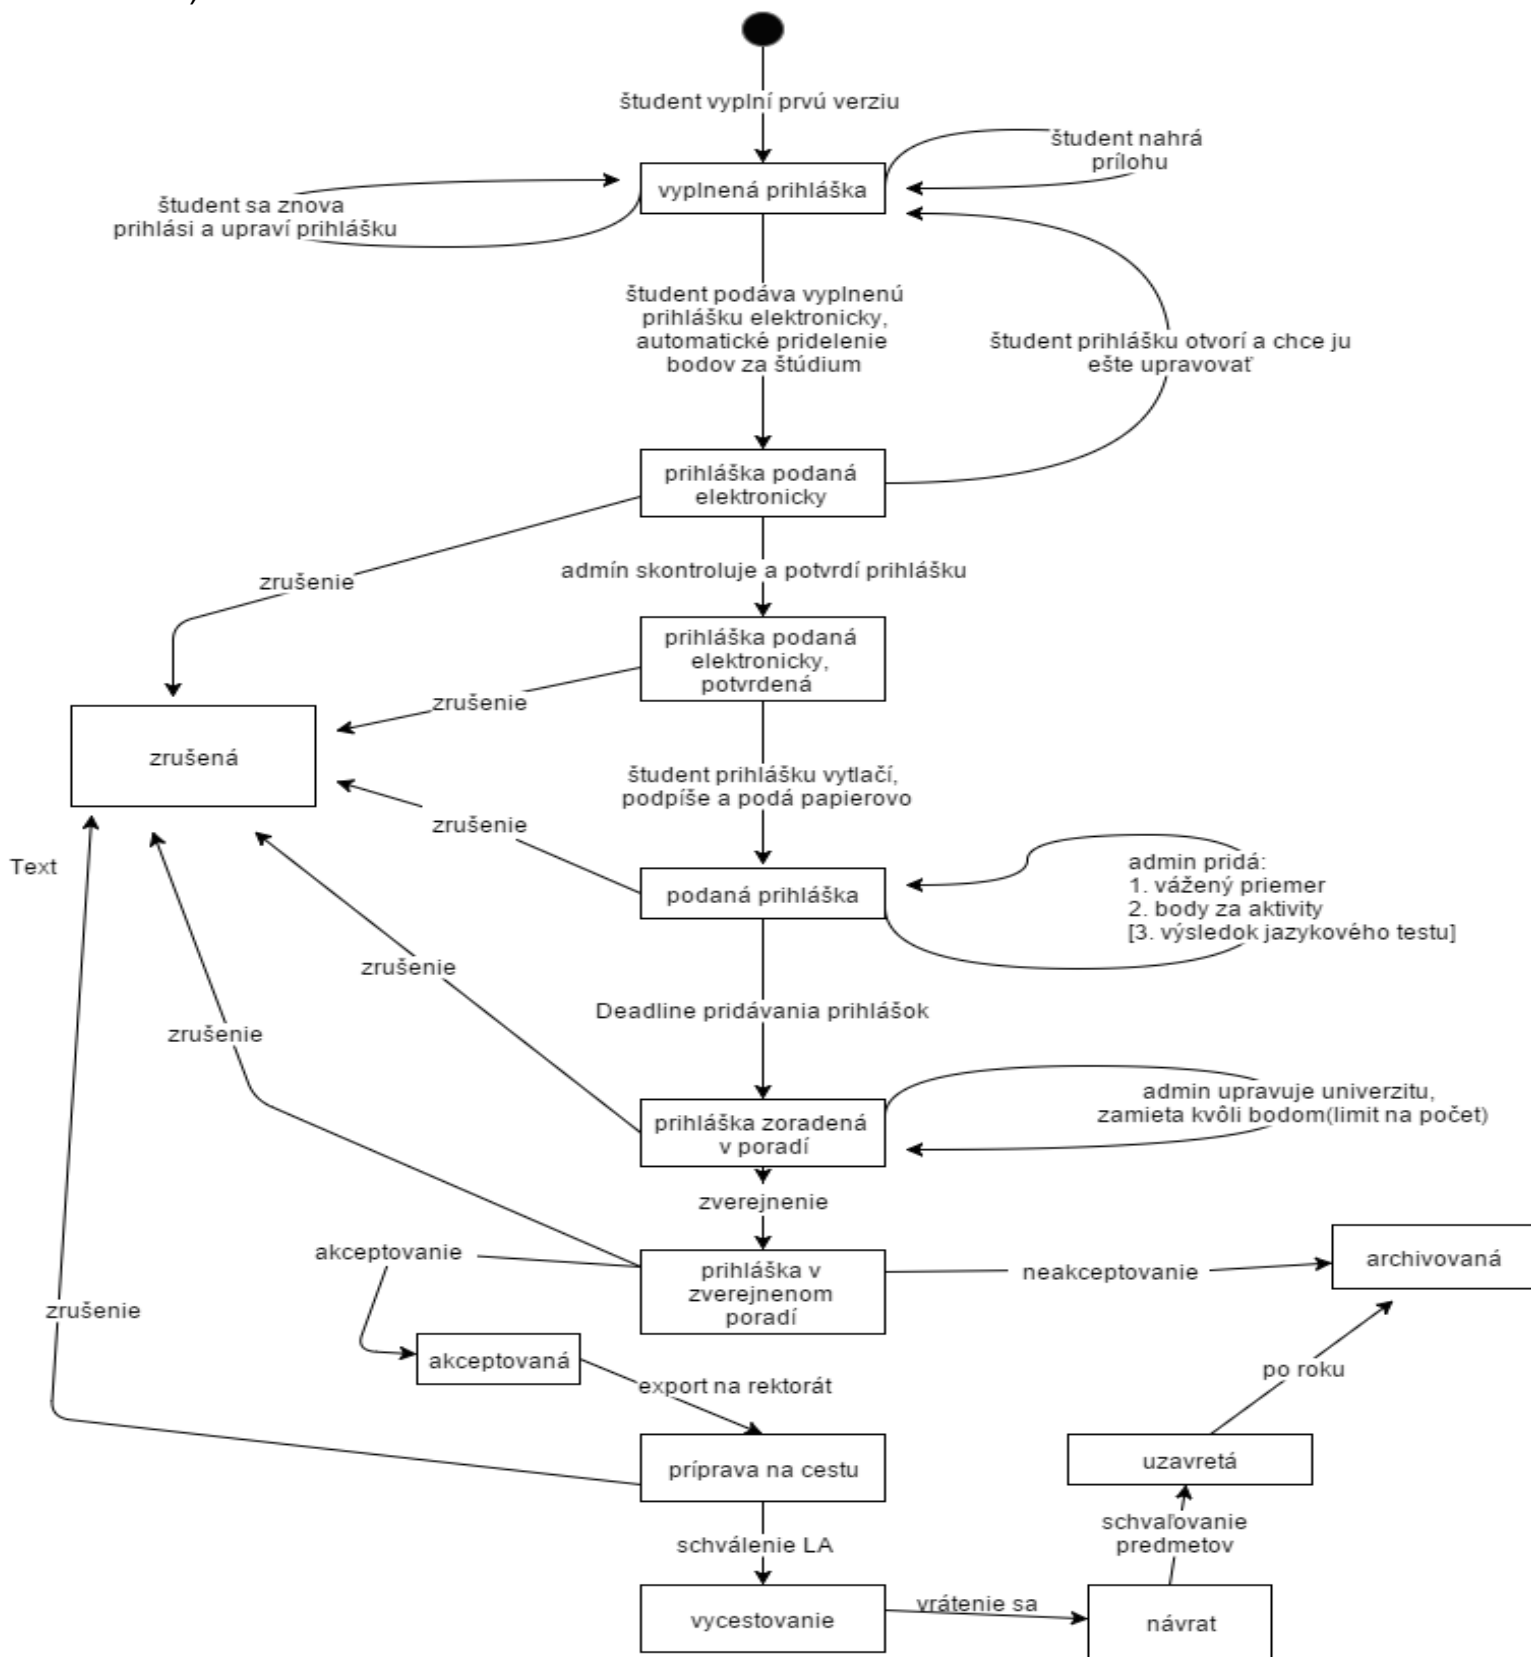 študent vyplní prvú verziu
študent nahrá
prílohu
vyplnená prihláška
študent sa znova
prihlási a upraví prihlášku
študent podáva vyplnenú
prihlášku elektronicky,
automatické pridelenie
bodov za štúdium
študent prihlášku otvorí a chce ju
ešte upravovať
prihláška podaná
elektronicky
zrušenie
admín skontroluje a potvrdí prihlášku
prihláška podaná
elektronicky,
potvrdená
zrušenie
zrušená
študent prihlášku vytlačí,
podpíše a podá papierovo
zrušenie
Text
podaná prihláška
admin pridá:
1. vážený priemer
2. body za aktivity
[3. výsledok jazykového testu]
zrušenie
Deadline pridávania prihlášok
zrušenie
prihláška zoradená
v poradí
admin upravuje univerzitu,
zamieta kvôli bodom(limit na počet)
zverejnenie
akceptovanie
prihláška v
zverejnenom
poradí
neakceptovanie
archivovaná
zrušenie
akceptovaná
export na rektorát
po roku
príprava na cestu
uzavretá
schválenie LA
schvaľovanie
predmetov
vycestovanie
vrátenie sa
návrat